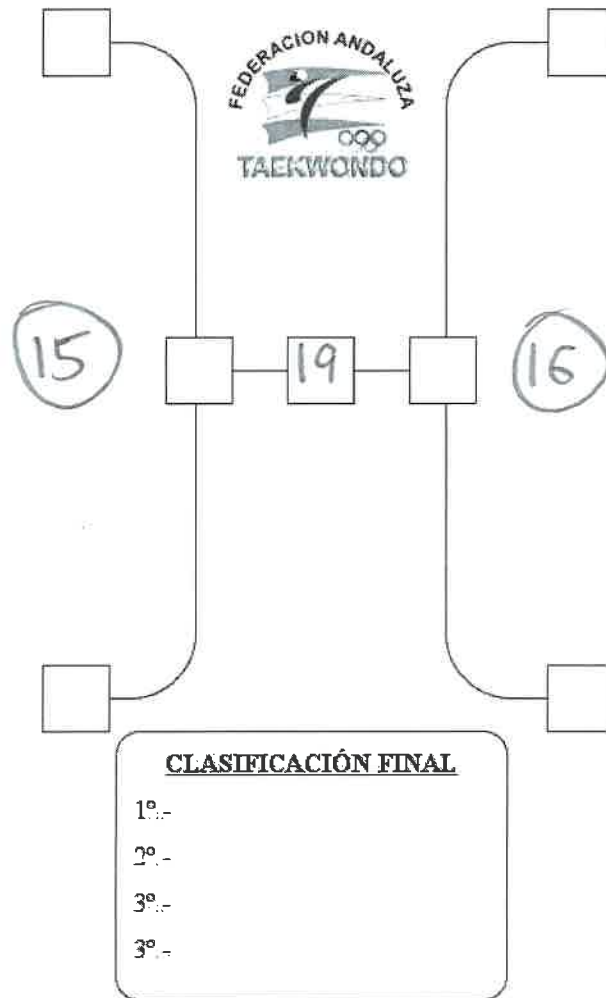 FEDERACION ANDALUZA
TAEKWONDO
15
19
16
CLASIFICACIÓN FINAL
1º.-
2º.-
3º.-
3º.-